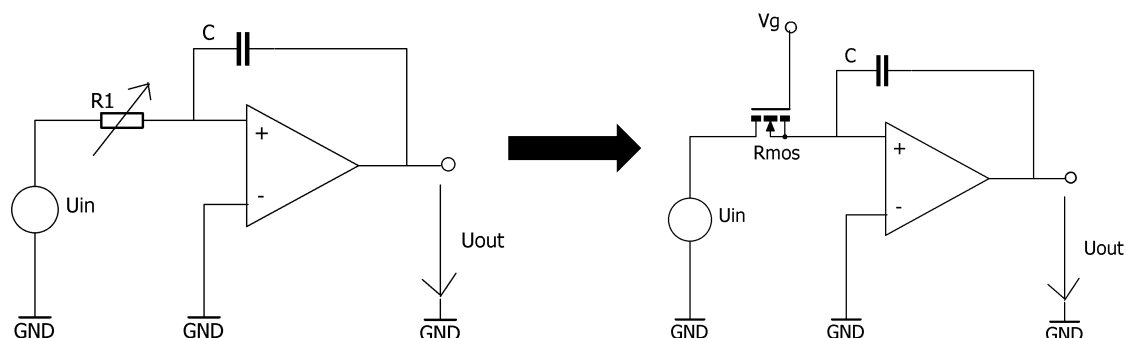 C
R1
+
-
Uin
Uout
GND
GND
GND
Vg
C
Rmos
+
-
Uin
Uout
GND
GND
GND